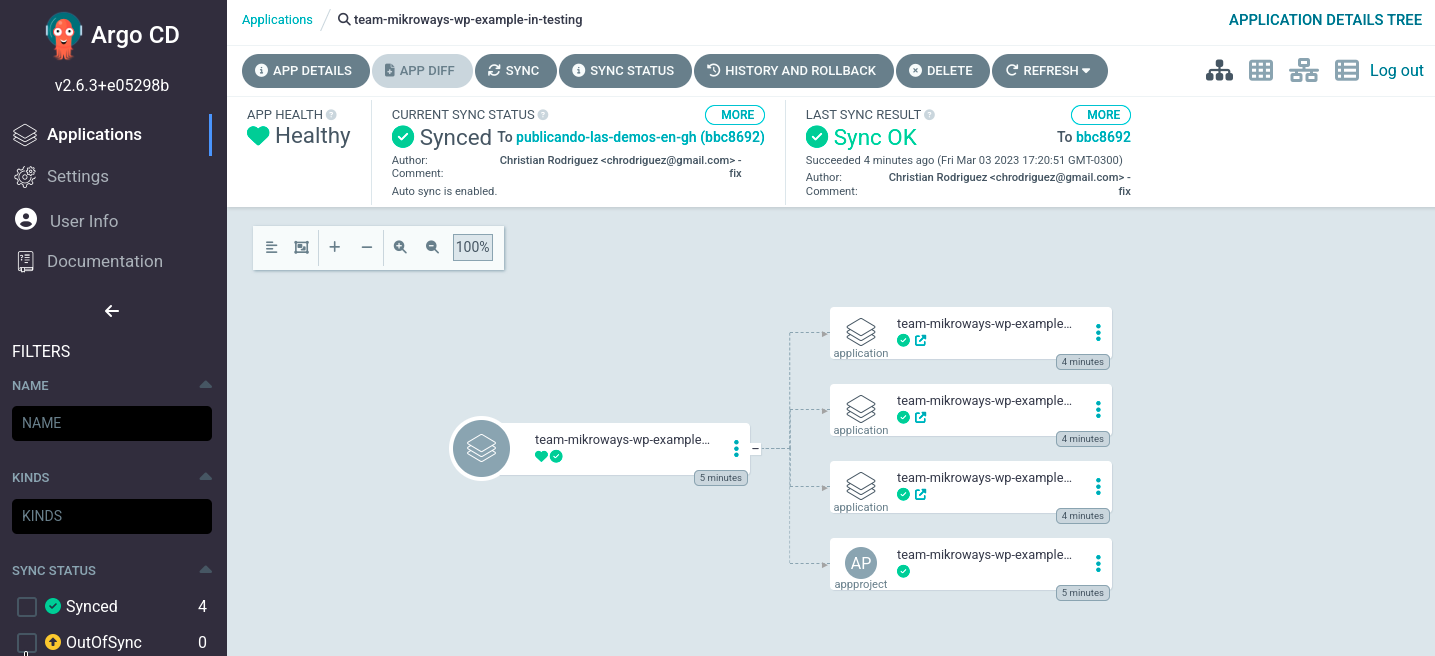 Argo CD
v2.6.3+e05298b
Applications
Settings
User Info
Documentation
FILTERS
NAME
NAME
KINDS
KINDS
SYNC STATUS
Synced 4
OutOfSync 0
Applications / team-mikroways-wp-example-in-testing
APPLICATION DETAILS TREE
APP DETAILS APP DIFF SYNC SYNC STATUS HISTORY AND ROLLBACK DELETE REFRESH
Log out
APP HEALTH
Healthy
CURRENT SYNC STATUS MORE
Synced To publicando-las-demos-en-gh (bbc8692)
Author: Christian Rodriguez <chrodriguez@gmail.com> -
Comment: fix
Auto sync is enabled.
LAST SYNC RESULT MORE
Sync OK To bbc8692
Succeeded 4 minutes ago (Fri Mar 03 2023 17:20:51 GMT-0300)
Author: Christian Rodriguez <chrodriguez@gmail.com> -
Comment: fix
100%
team-mikroways-wp-example...
5 minutes
team-mikroways-wp-example...
application
4 minutes
team-mikroways-wp-example...
application
4 minutes
team-mikroways-wp-example...
application
4 minutes
AP
team-mikroways-wp-example...
appproject
5 minutes